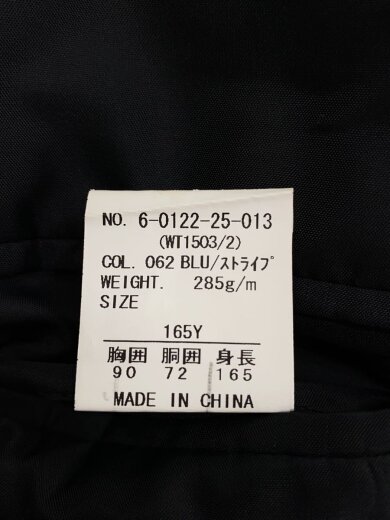 NO. 6-0122-25-013
(WT1503/2)
COL. 062 BLU/ストライプ
WEIGHT. 285g/m
SIZE
165Y
胸囲 胴囲 身長
90 72 165
MADE IN CHINA